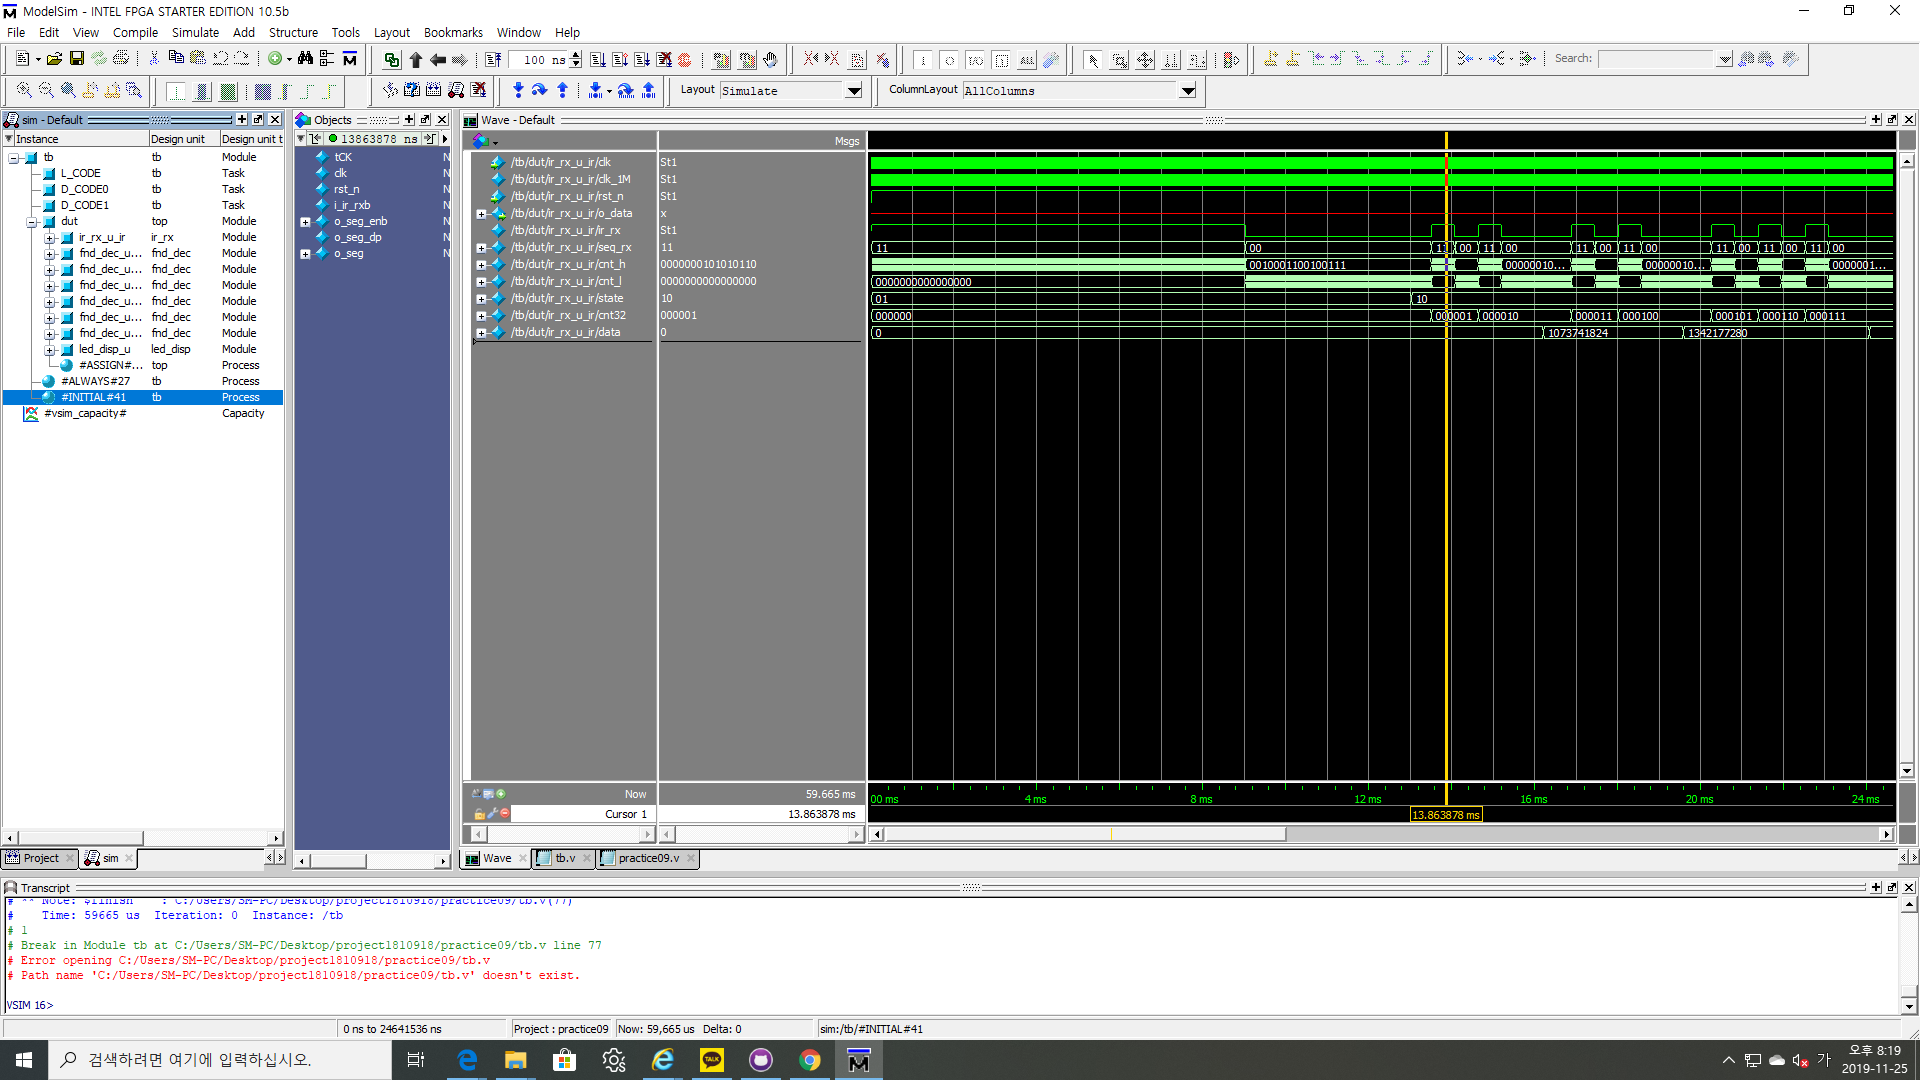 ModelSim - INTEL FPGA STARTER EDITION 10.5b
File Edit View Compile Simulate Add Structure Tools Layout Bookmarks Window Help
100 ns
Search:
Layout Simulate
ColumnLayout AllColumns
sim - Default
Instance Design unit Design unit t
tb tb Module
L_CODE tb Task
D_CODE0 tb Task
D_CODE1 tb Task
dut top Module
ir_rx_u_ir ir_rx Module
fnd_dec_u... fnd_dec Module
fnd_dec_u... fnd_dec Module
fnd_dec_u... fnd_dec Module
fnd_dec_u... fnd_dec Module
fnd_dec_u... fnd_dec Module
fnd_dec_u... fnd_dec Module
led_disp_u led_disp Module
#ASSIGN#... top Process
#ALWAYS#27 tb Process
#INITIAL#41 tb Process
#vsim_capacity# Capacity
Project
sim
Objects
13863878 ns
tCK N
clk N
rst_n N
i_ir_rxb N
o_seg_enb N
o_seg_dp N
o_seg N
Wave - Default
Msgs
/tb/dut/ir_rx_u_ir/clk St1
/tb/dut/ir_rx_u_ir/clk_1M St1
/tb/dut/ir_rx_u_ir/rst_n St1
/tb/dut/ir_rx_u_ir/o_data x
/tb/dut/ir_rx_u_ir/ir_rx St1
/tb/dut/ir_rx_u_ir/seq_rx 11 11 00 11 00 11 00 11 00 11 00 11 00 11 00
/tb/dut/ir_rx_u_ir/cnt_h 0000000101010110 0010001100100111 00000010... 00000010... 0000001...
/tb/dut/ir_rx_u_ir/cnt_l 0000000000000000 0000000000000000
/tb/dut/ir_rx_u_ir/state 10 01 10
/tb/dut/ir_rx_u_ir/cnt32 000001 000000 000001 000010 000011 000100 000101 000110 000111
/tb/dut/ir_rx_u_ir/data 0 0 1073741824 1342177280
Now 59.665 ms
00 ms 4 ms 8 ms 12 ms 16 ms 20 ms 24 ms
Cursor 1 13.863878 ms
13.863878 ms
Wave
tb.v
practice09.v
Transcript
# ** Note: $finish : C:/Users/SM-PC/Desktop/project1810918/practice09/tb.v(77)
# Time: 59665 us Iteration: 0 Instance: /tb
# 1
# Break in Module tb at C:/Users/SM-PC/Desktop/project1810918/practice09/tb.v line 77
# Error opening C:/Users/SM-PC/Desktop/project1810918/practice09/tb.v
# Path name 'C:/Users/SM-PC/Desktop/project1810918/practice09/tb.v' doesn't exist.
VSIM 16>
0 ns to 24641536 ns
Project : practice09
Now: 59,665 us Delta: 0
sim:/tb/#INITIAL#41
검색하려면 여기에 입력하십시오.
TALK
가
오후 8:19
2019-11-25